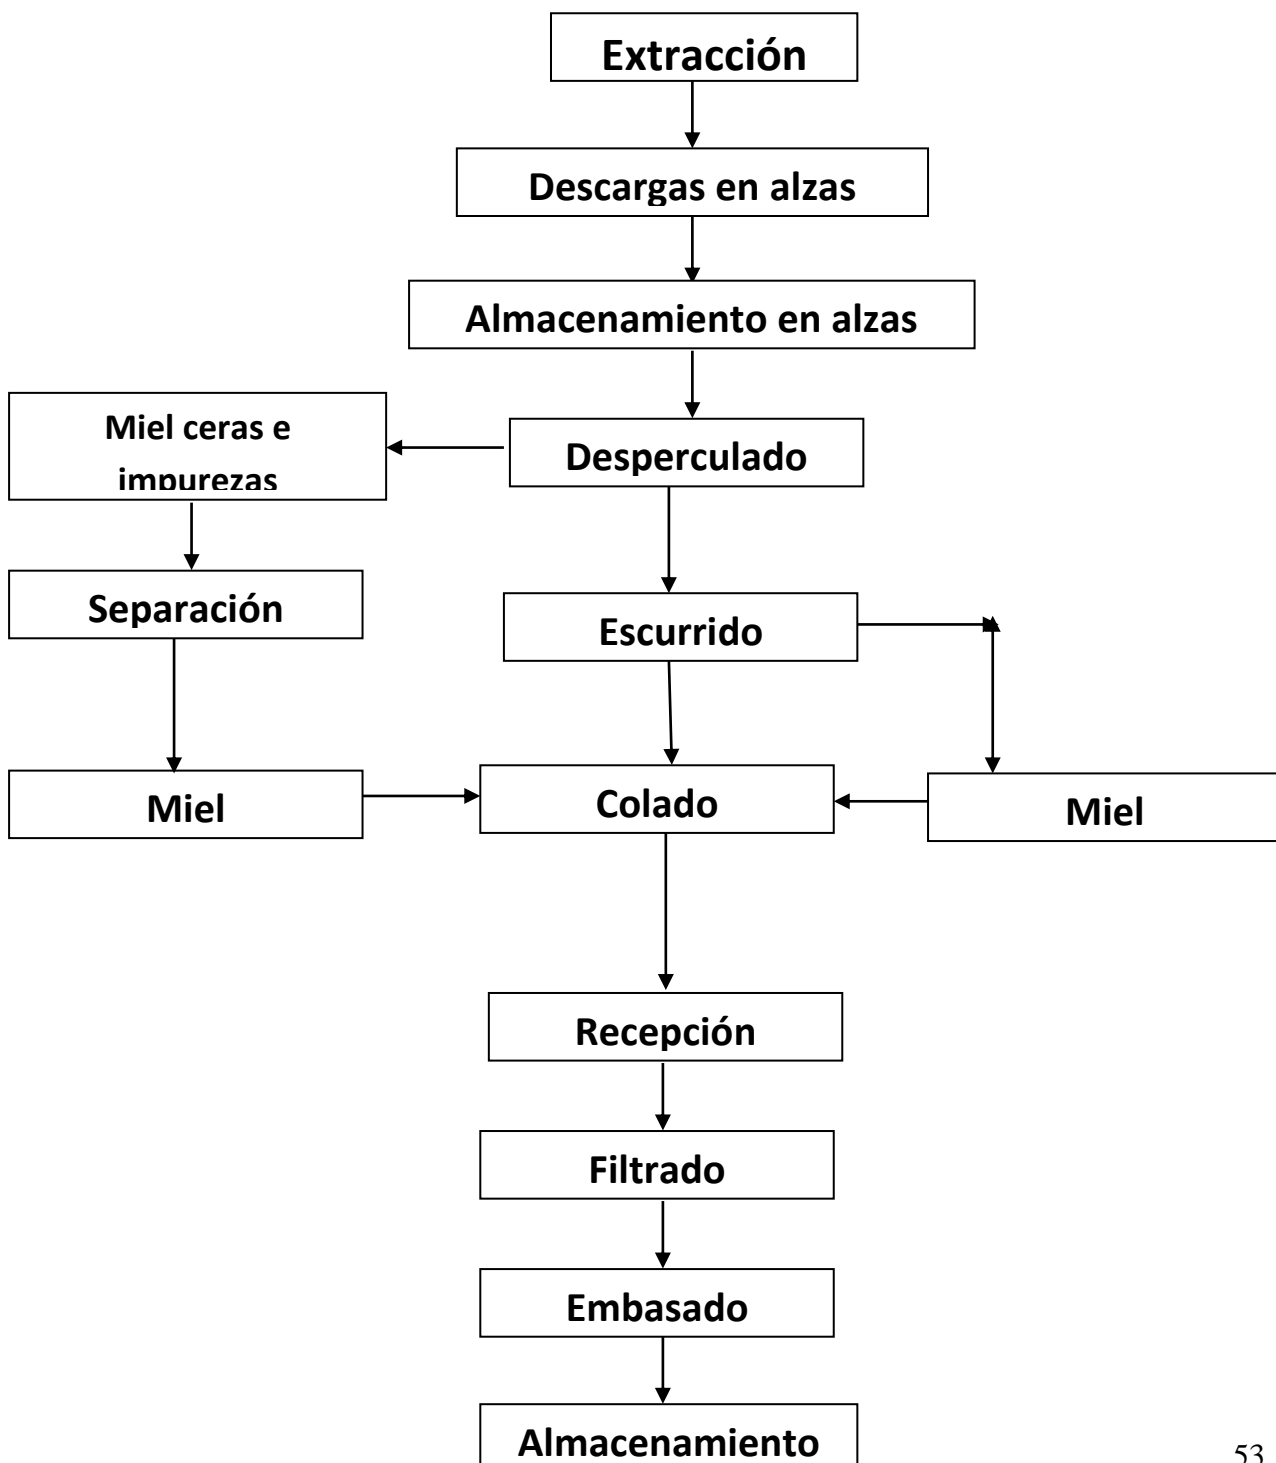 Extracción
Descargas en alzas
Almacenamiento en alzas
Miel ceras e
impurezas
Desperculado
Separación
Escurrido
Miel
Colado
Miel
Recepción
Filtrado
Embasado
Almacenamiento
53